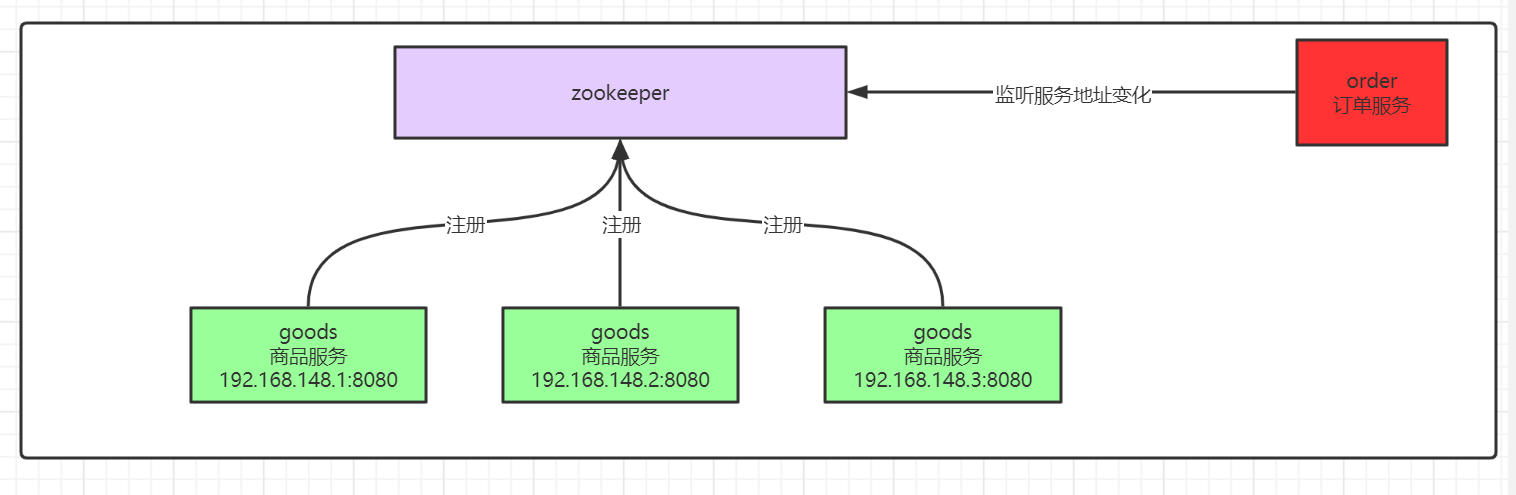 zookeeper
order
订单服务
监听服务地址变化
注册
注册
注册
goods
商品服务
192.168.148.1:8080
goods
商品服务
192.168.148.2:8080
goods
商品服务
192.168.148.3:8080